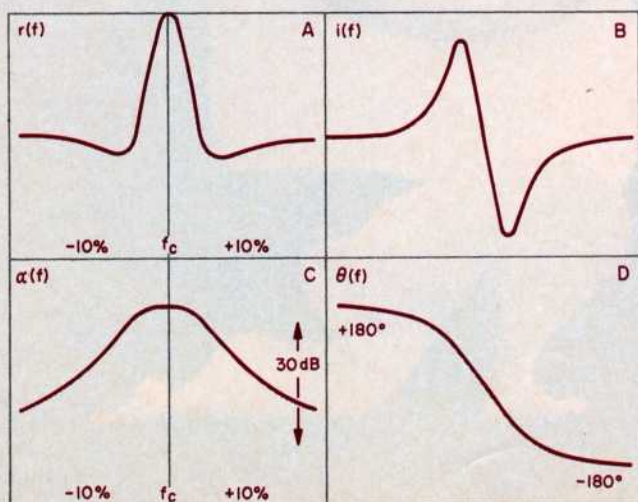 r(f) A
i(f) B
-10% fc +10%
α(f) C
θ(f) D
+180°
30 dB
-180°
-10% fc +10%